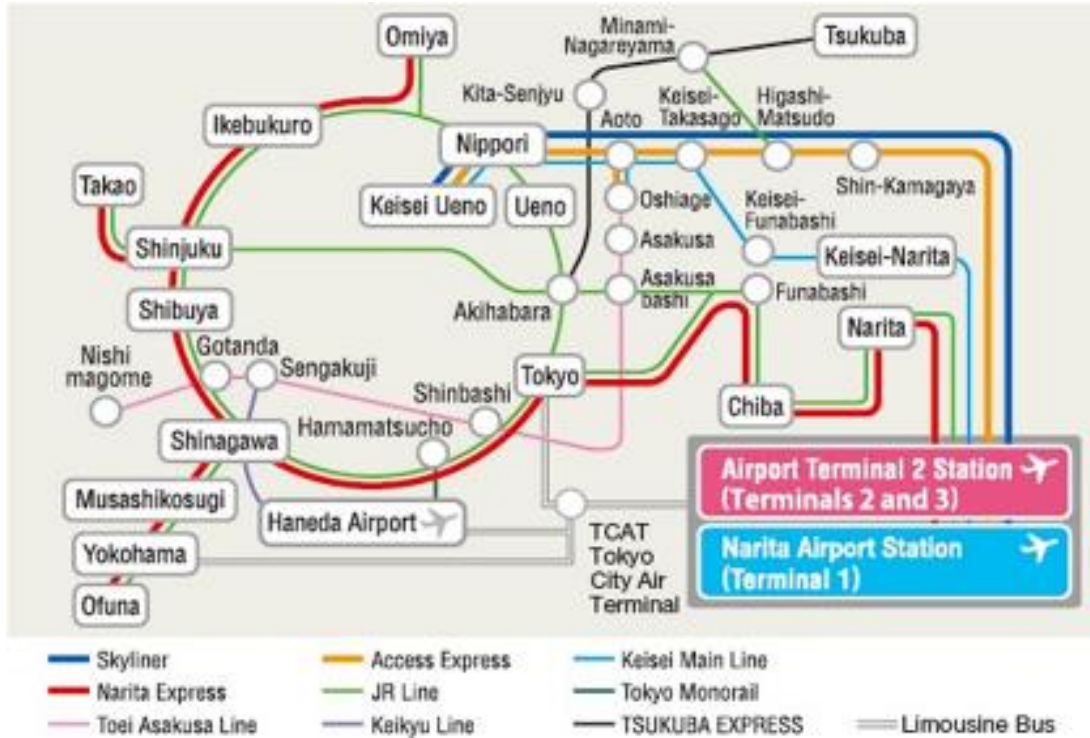 Omiya
Minami-
Nagareyama
Tsukuba
Kita-Senjyu
Keisei-
Takasago
Higashi-
Matsudo
Ikebukuro
Aoto
Nippori
Takao
Keisei Ueno
Ueno
Oshiage
Shin-Kamagaya
Keisei-
Funabashi
Shinjuku
Asakusa
Keisei-Narita
Akihabara
Asakusa
bashi
Funabashi
Shibuya
Narita
Nishi
magome
Gotanda
Sengakuji
Shinbashi
Tokyo
Chiba
Shinagawa
Hamamatsucho
Airport Terminal 2 Station
(Terminals 2 and 3)
Musashikosugi
Haneda Airport
TCAT
Tokyo
City Air
Terminal
Yokohama
Narita Airport Station
(Terminal 1)
Ofuna
Skyliner
Access Express
Keisei Main Line
Narita Express
JR Line
Tokyo Monorail
Toei Asakusa Line
Keikyu Line
TSUKUBA EXPRESS
Limousine Bus